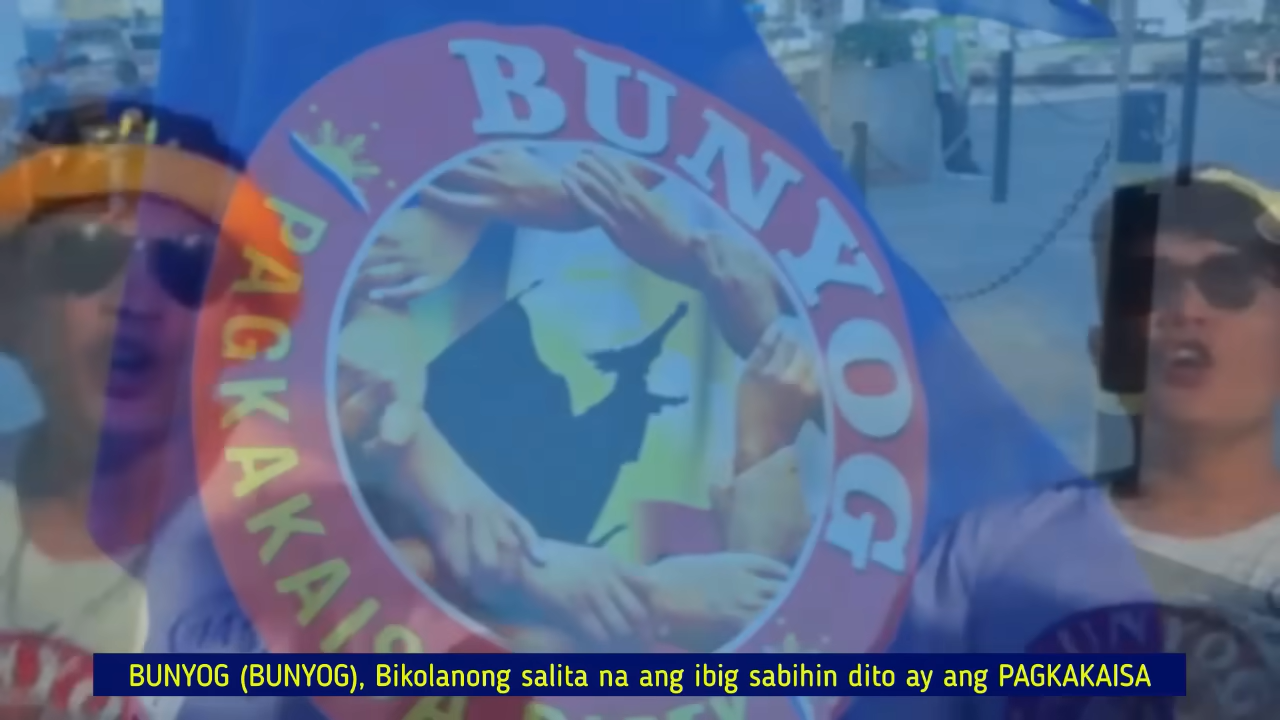 BUNYOG
PAGKAKAISA
BUNYOG (BUNYOG), Bikolanong salita na ang ibig sabihin dito ay ang PAGKAKAISA